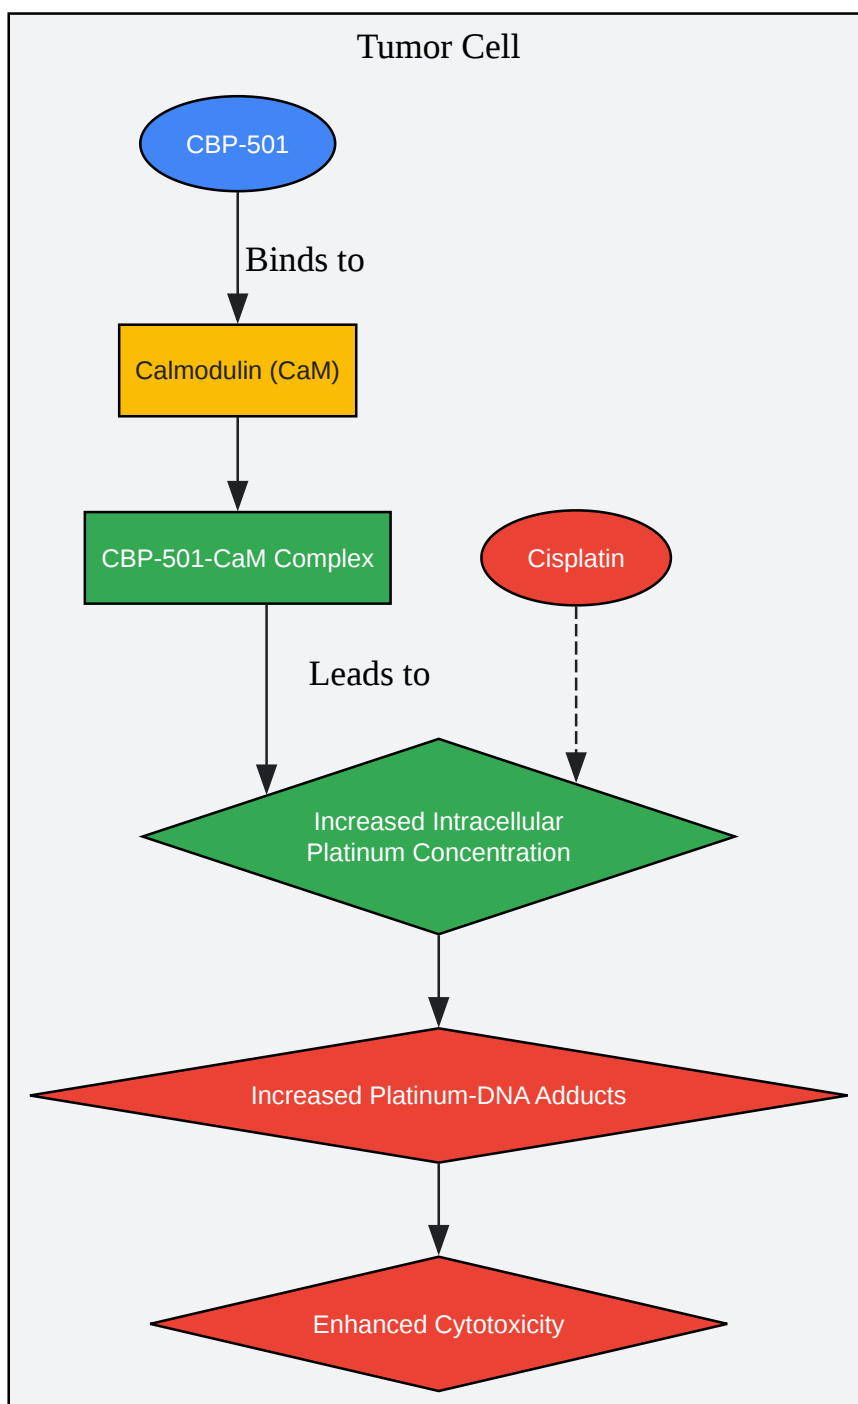 Tumor Cell
CBP-501
Binds to
Calmodulin (CaM)
CBP-501-CaM Complex
Cisplatin
Leads to
Increased Intracellular
Platinum Concentration
Increased Platinum-DNA Adducts
Enhanced Cytotoxicity